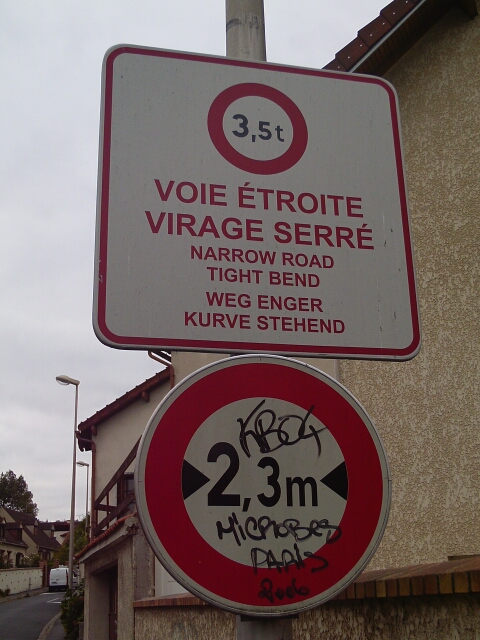 3,5t
VOIE ÉTROITE
VIRAGE SERRÉ
NARROW ROAD
TIGHT BEND
WEG ENGER
KURVE STEHEND
2,3m
MICROBES
PARIS